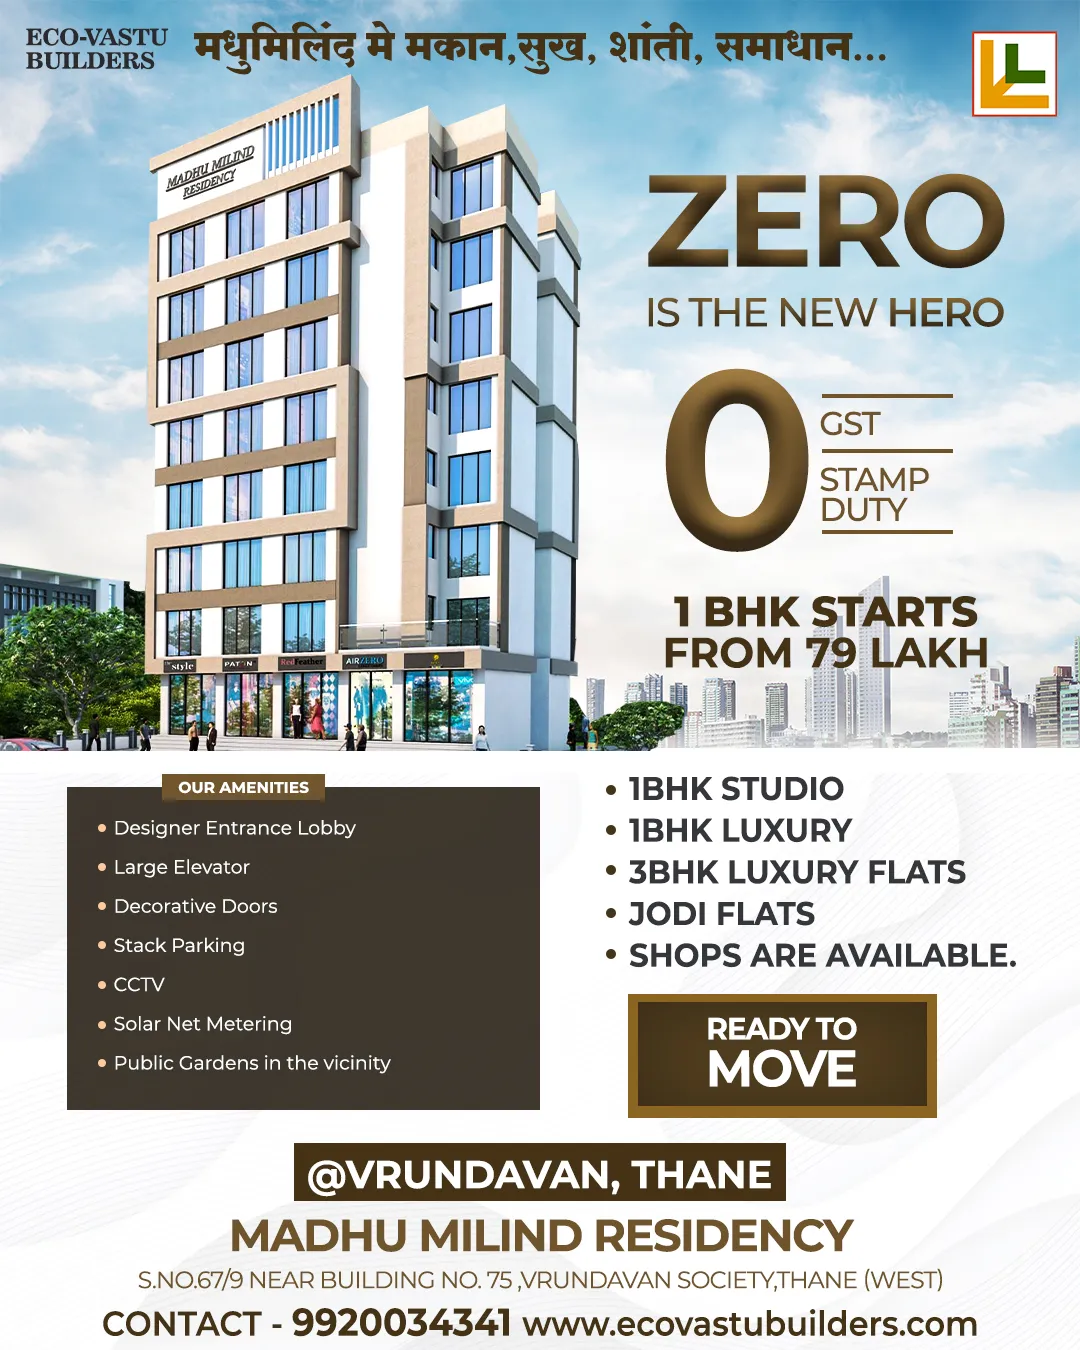 ECO-VASTU
BUILDERS
मधुमिलिंद मे मकान,सुख, शांती, समाधान...
MADHU MILIND
RESIDENCY
ZERO
IS THE NEW HERO
0
GST
STAMP
DUTY
1 BHK STARTS
FROM 79 LAKH
style
PATON
RedFeather
AIRZERO
OUR AMENITIES
• Designer Entrance Lobby
• Large Elevator
• Decorative Doors
• Stack Parking
• CCTV
• Solar Net Metering
• Public Gardens in the vicinity
• 1BHK STUDIO
• 1BHK LUXURY
• 3BHK LUXURY FLATS
• JODI FLATS
• SHOPS ARE AVAILABLE.
READY TO
MOVE
@VRUNDAVAN, THANE
MADHU MILIND RESIDENCY
S.NO.67/9 NEAR BUILDING NO. 75 ,VRUNDAVAN SOCIETY,THANE (WEST)
CONTACT - 9920034341 www.ecovastubuilders.com